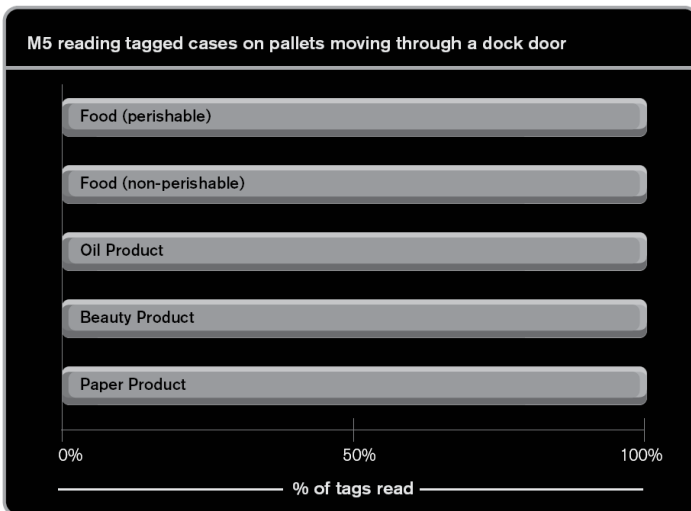 M5 reading tagged cases on pallets moving through a dock door
Food (perishable)
Food (non-perishable)
Oil Product
Beauty Product
Paper Product
0% 50% 100%
% of tags read